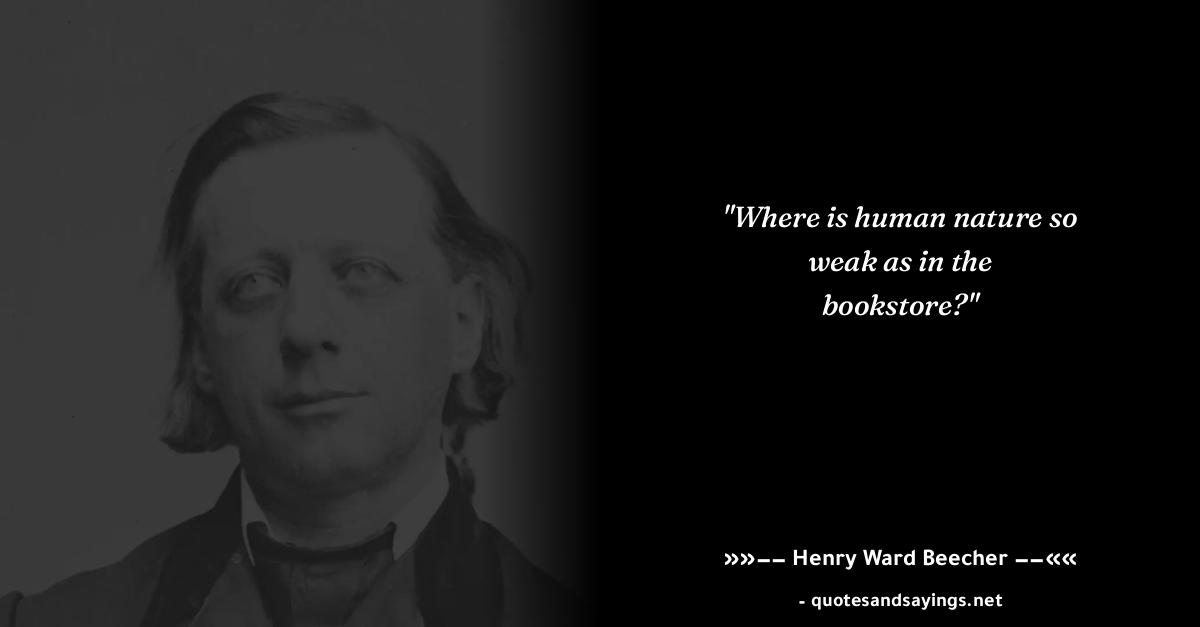 "Where is human nature so
weak as in the
bookstore?"
»»−− Henry Ward Beecher −−««
- quotesandsayings.net